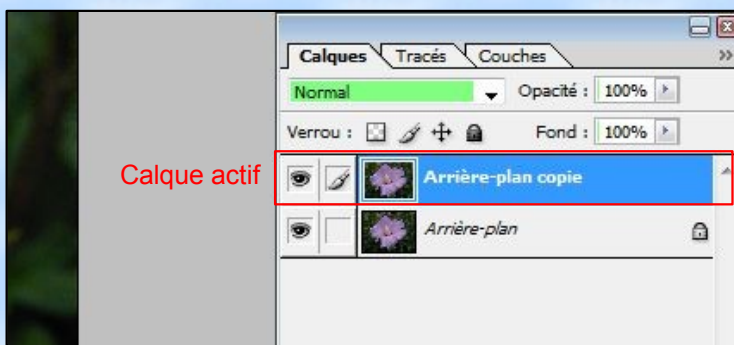 Calques Tracés Couches
Normal Opacité : 100%
Verrou : Fond : 100%
Calque actif Arrière-plan copie
Arrière-plan